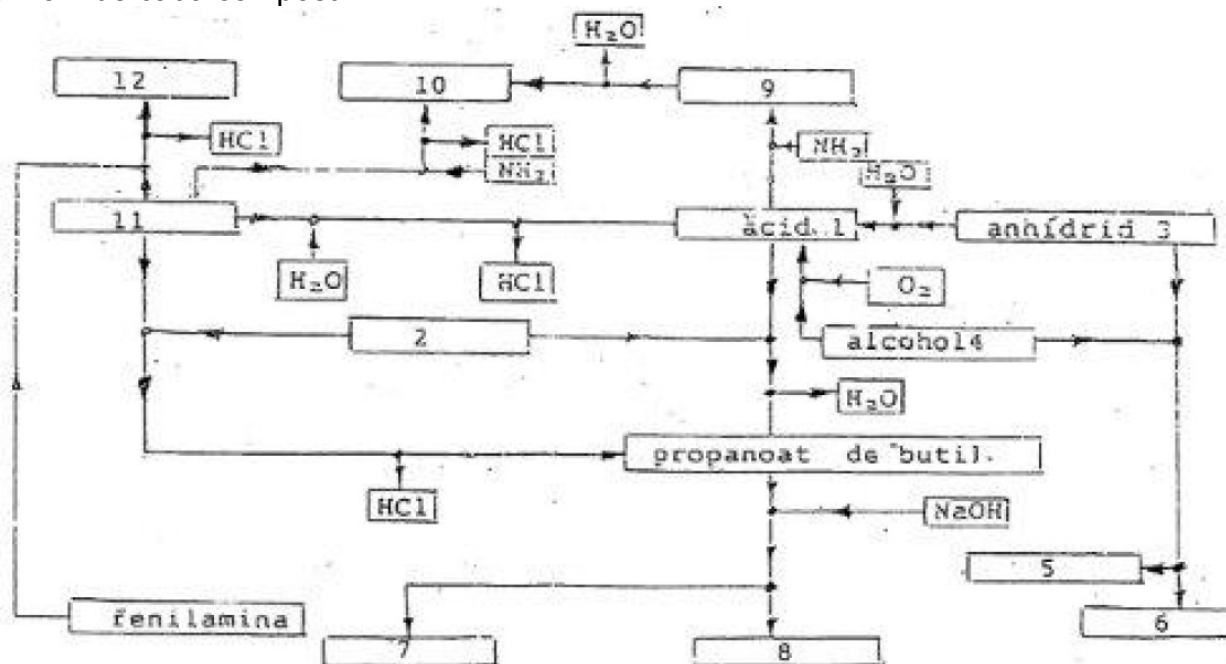 H₂O
12
10
9
HCl
HCl
NH₃
NH₃
H₂O
11
àcid 1
anhídrid 3
H₂O
HCl
O₂
2
alcohol4
H₂O
propanoat de butil
HCl
NaOH
5
fenilamina
6
7
8